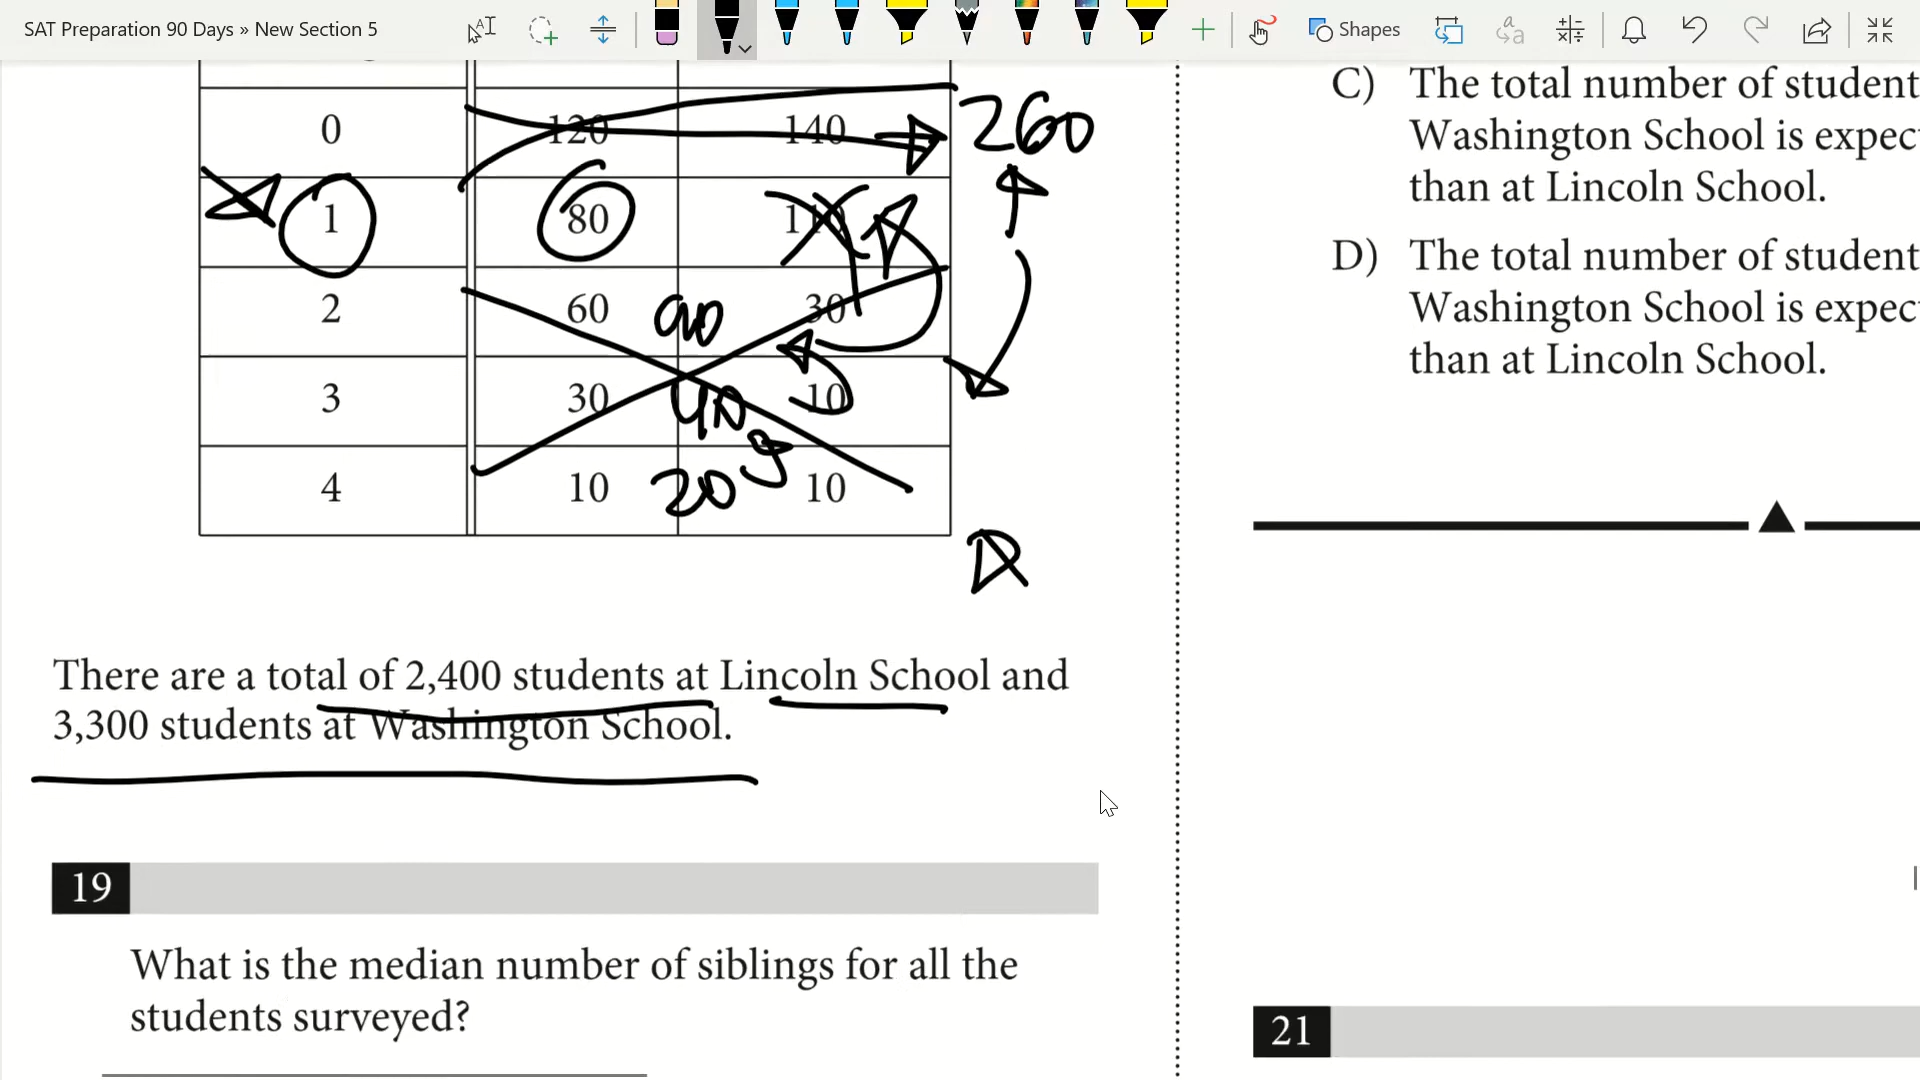 SAT Preparation 90 Days » New Section 5
Shapes
0 120 140 260
1 80
2 60 90 30
3 30 40 10
4 10 20 10
There are a total of 2,400 students at Lincoln School and
3,300 students at Washington School.
19
What is the median number of siblings for all the
students surveyed?
C) The total number of student
Washington School is expec
than at Lincoln School.
D) The total number of student
Washington School is expec
than at Lincoln School.
21